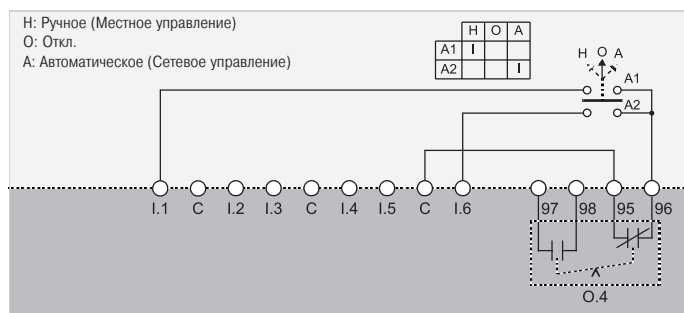 Н: Ручное (Местное управление)
О: Откл.
А: Автоматическое (Сетевое управление)
H O A
A1 I
A2 I
H O A
A1
A2
I.1 C I.2 I.3 C I.4 I.5 C I.6 97 98 95 96
O.4